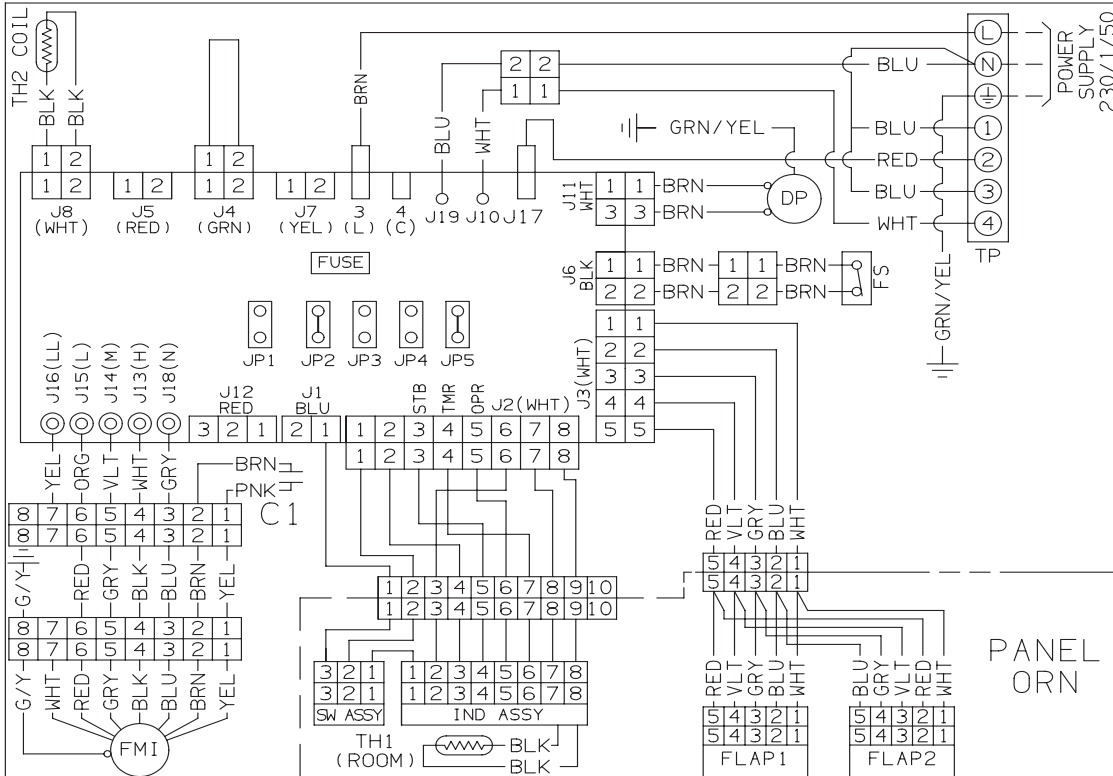 TH2 COIL
BLK
BLK
1 2
1 2
J8
(WHT)
1 2
J5
(RED)
1 2
1 2
J4
(GRN)
1 2
J7
(YEL)
BRN
3
(L)
4
(C)
BLU
WHT
J19
J10
J17
2 2
1 1
BLU
L
N
POWER
SUPPLY
230/1/50
1
2
3
4
TP
BLU
RED
BLU
WHT
GRN/YEL
GRN/YEL
DP
J11
WHT
1 1
3 3
BRN
BRN
J6
BLK
1 1
2 2
BRN
BRN
1 1
2 2
BRN
BRN
FS
J3(WHT)
1 1
2 2
3 3
4 4
5 5
FUSE
JP1
JP2
JP3
JP4
JP5
J16(LL)
J15(L)
J14(M)
J13(H)
J18(N)
J12
RED
3 2 1
J1
BLU
2 1
STB
TMR
OPR
J2(WHT)
1 2 3 4 5 6 7 8
1 2 3 4 5 6 7 8
YEL
ORG
VLT
WHT
GRY
BRN
PNK
C1
8 7 6 5 4 3 2 1
8 7 6 5 4 3 2 1
G/Y
RED
GRY
BLK
BLU
BRN
YEL
8 7 6 5 4 3 2 1
8 7 6 5 4 3 2 1
G/Y
WHT
RED
GRY
BLK
BLU
BRN
YEL
FMI
1 2 3 4 5 6 7 8 9 10
1 2 3 4 5 6 7 8 9 10
3 2 1
3 2 1
SW ASSY
1 2 3 4 5 6 7 8
1 2 3 4 5 6 7 8
IND ASSY
TH1
(ROOM)
BLK
BLK
RED
VLT
GRY
BLU
WHT
5 4 3 2 1
5 4 3 2 1
RED
VLT
GRY
BLU
WHT
5 4 3 2 1
5 4 3 2 1
FLAP1
BLU
GRY
VLT
RED
WHT
5 4 3 2 1
5 4 3 2 1
FLAP2
PANEL
ORN